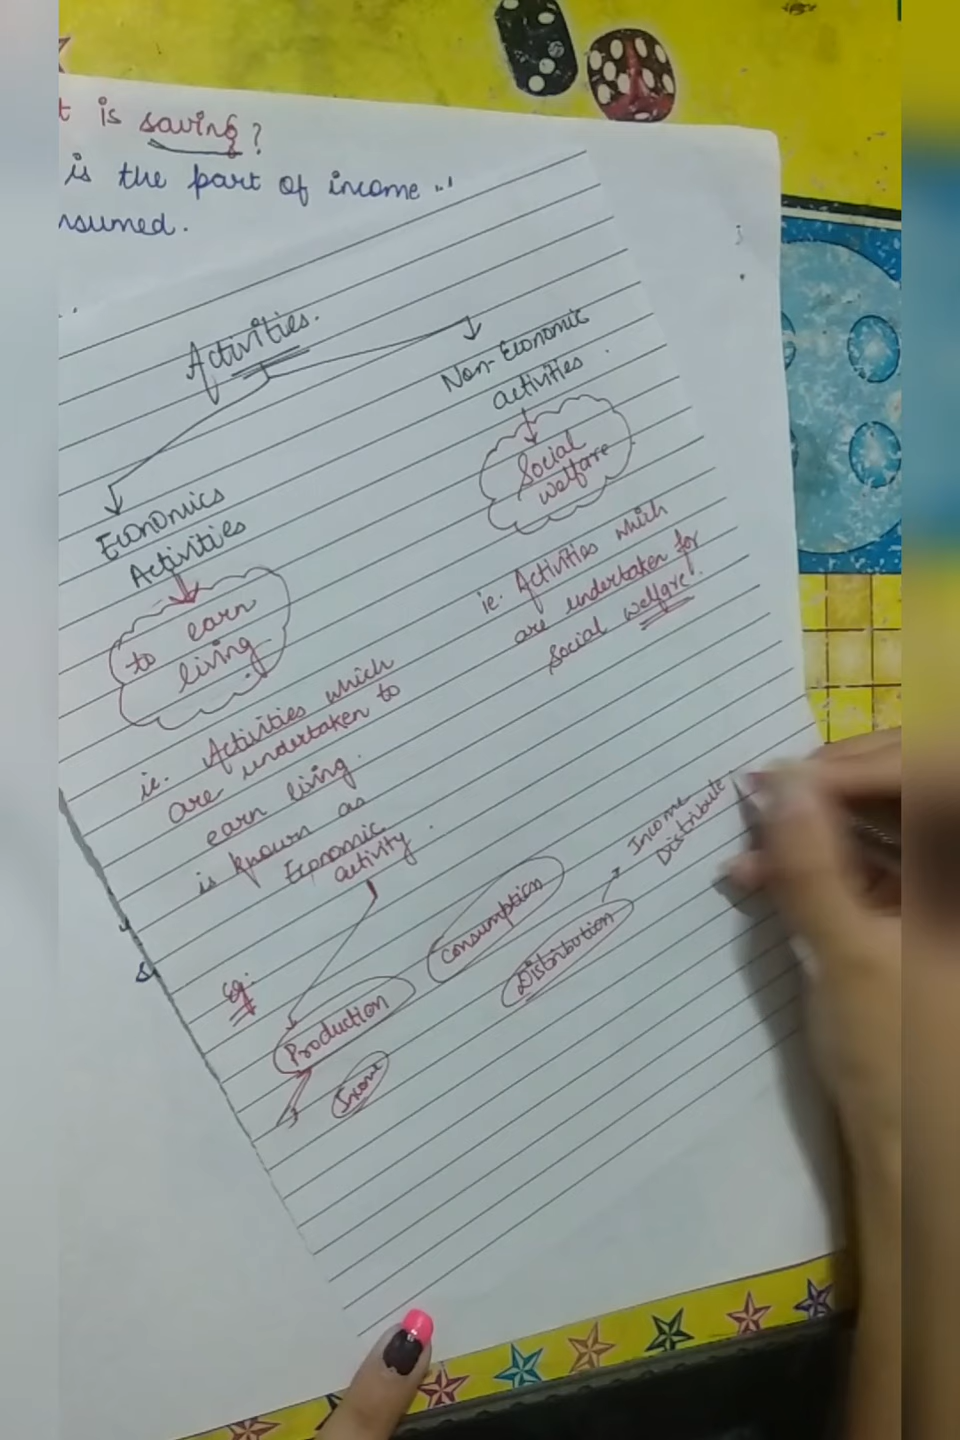 t is saving?
is the part of income ..'
nsumed.
Activities.
Non-Economic
activities
Social
welfare
ie. Activities which
are undertaken for
social welfare.
Economics
Activities
to earn
living
ie. Activities which
are undertaken to
earn living.
is known as
Economic
activity.
Eg:
Production
Income
Consumption
Distribution
Income
Distribute